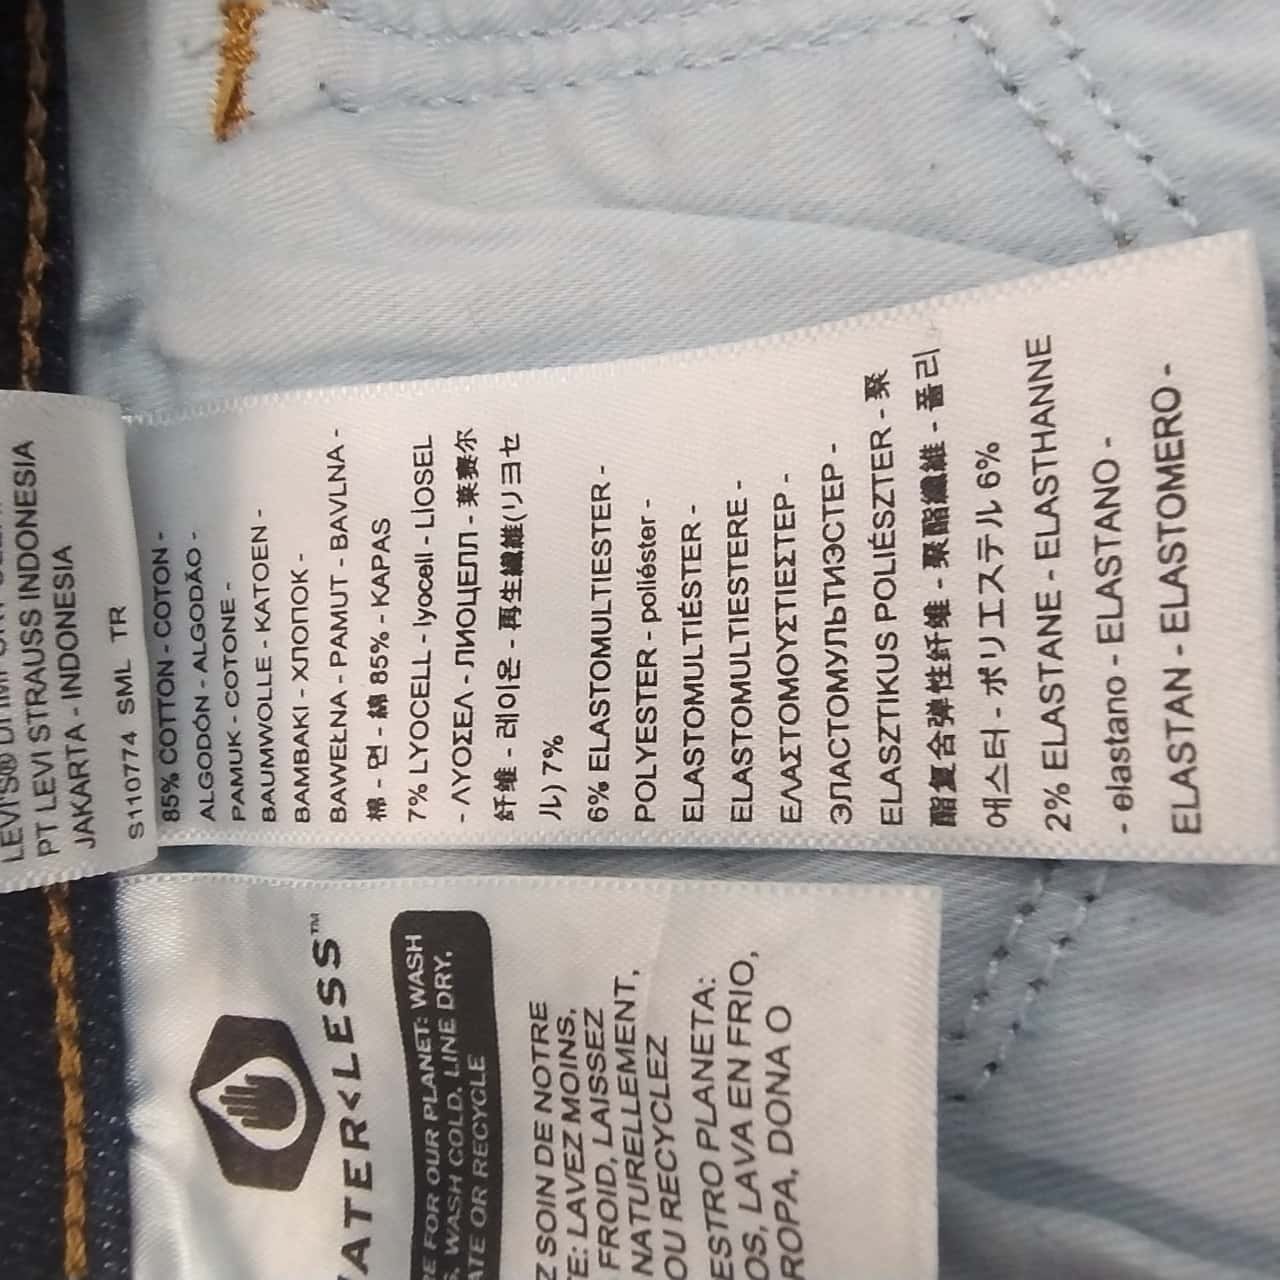 PT LEVI STRAUSS INDONESIA
JAKARTA - INDONESIA
S110774 SML TR
85% COTTON - COTON -
ALGODÓN - ALGODÃO -
PAMUK - COTONE -
BAUMWOLLE - KATOEN -
BAMBAKI - ХЛОПОК -
BAWEŁNA - PAMUT - BAVLNA -
棉 - 면 - 綿 85% - KAPAS
7% LYOCELL - lyocell - LIOSEL
- ΛΥΟΣΕΛ - ЛИОЦЕЛЛ - 莱赛尔
纤维 - 레이온 - 再生繊維(リヨセ
ル) 7%
6% ELASTOMULTIESTER -
POLYESTER - poliéster -
ELASTOMULTIÉSTER -
ELASTOMULTIESTERE -
ΕΛΑΣΤΟΜΟΥΣΤΙΕΣΤΕΡ -
ЭЛАСТОМУЛЬТИЭСТЕР -
ELASZTIKUS POLIÉSZTER - 聚
酯复合弹性纤维 - 聚酯纖維 - 폴리
에스터 - ポリエステル 6%
2% ELASTANE - ELASTHANNE
- elastano - ELASTANO -
ELASTAN - ELASTOMERO -
WATER<LESS™
FOR OUR PLANET: WASH
WASH COLD, LINE DRY,
OR RECYCLE
SOIN DE NOTRE
LAVEZ MOINS,
FROID, LAISSEZ
NATURELLEMENT,
OU RECYCLEZ
PLANETA:
LAVA EN FRIO,
DONA O